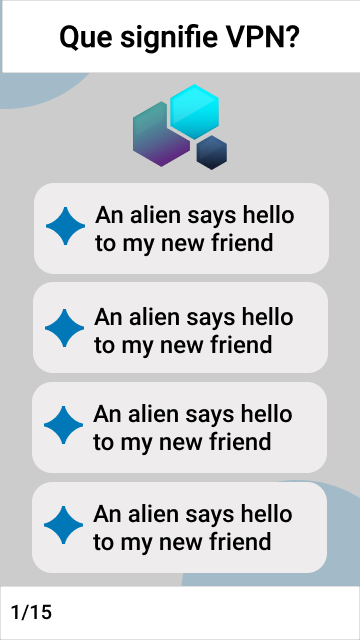 Que signifie VPN?
An alien says hello
to my new friend
An alien says hello
to my new friend
An alien says hello
to my new friend
An alien says hello
to my new friend
1/15